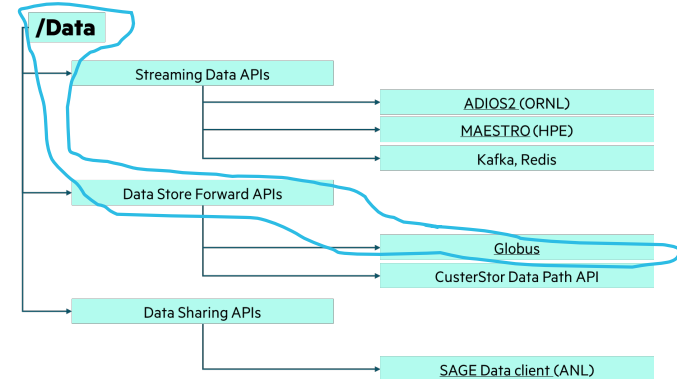 /Data
Streaming Data APIs
ADIOS2 (ORNL)
MAESTRO (HPE)
Kafka, Redis
Data Store Forward APIs
Globus
CusterStor Data Path API
Data Sharing APIs
SAGE Data client (ANL)